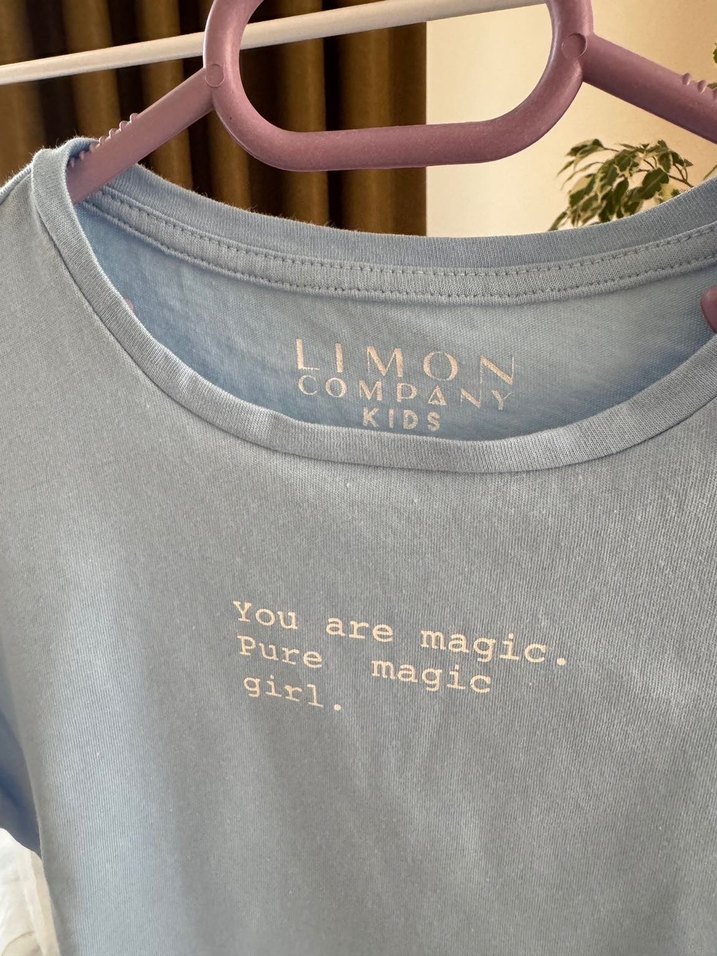 LIMON
COMPANY
KIDS
You are magic.
Pure magic
girl.